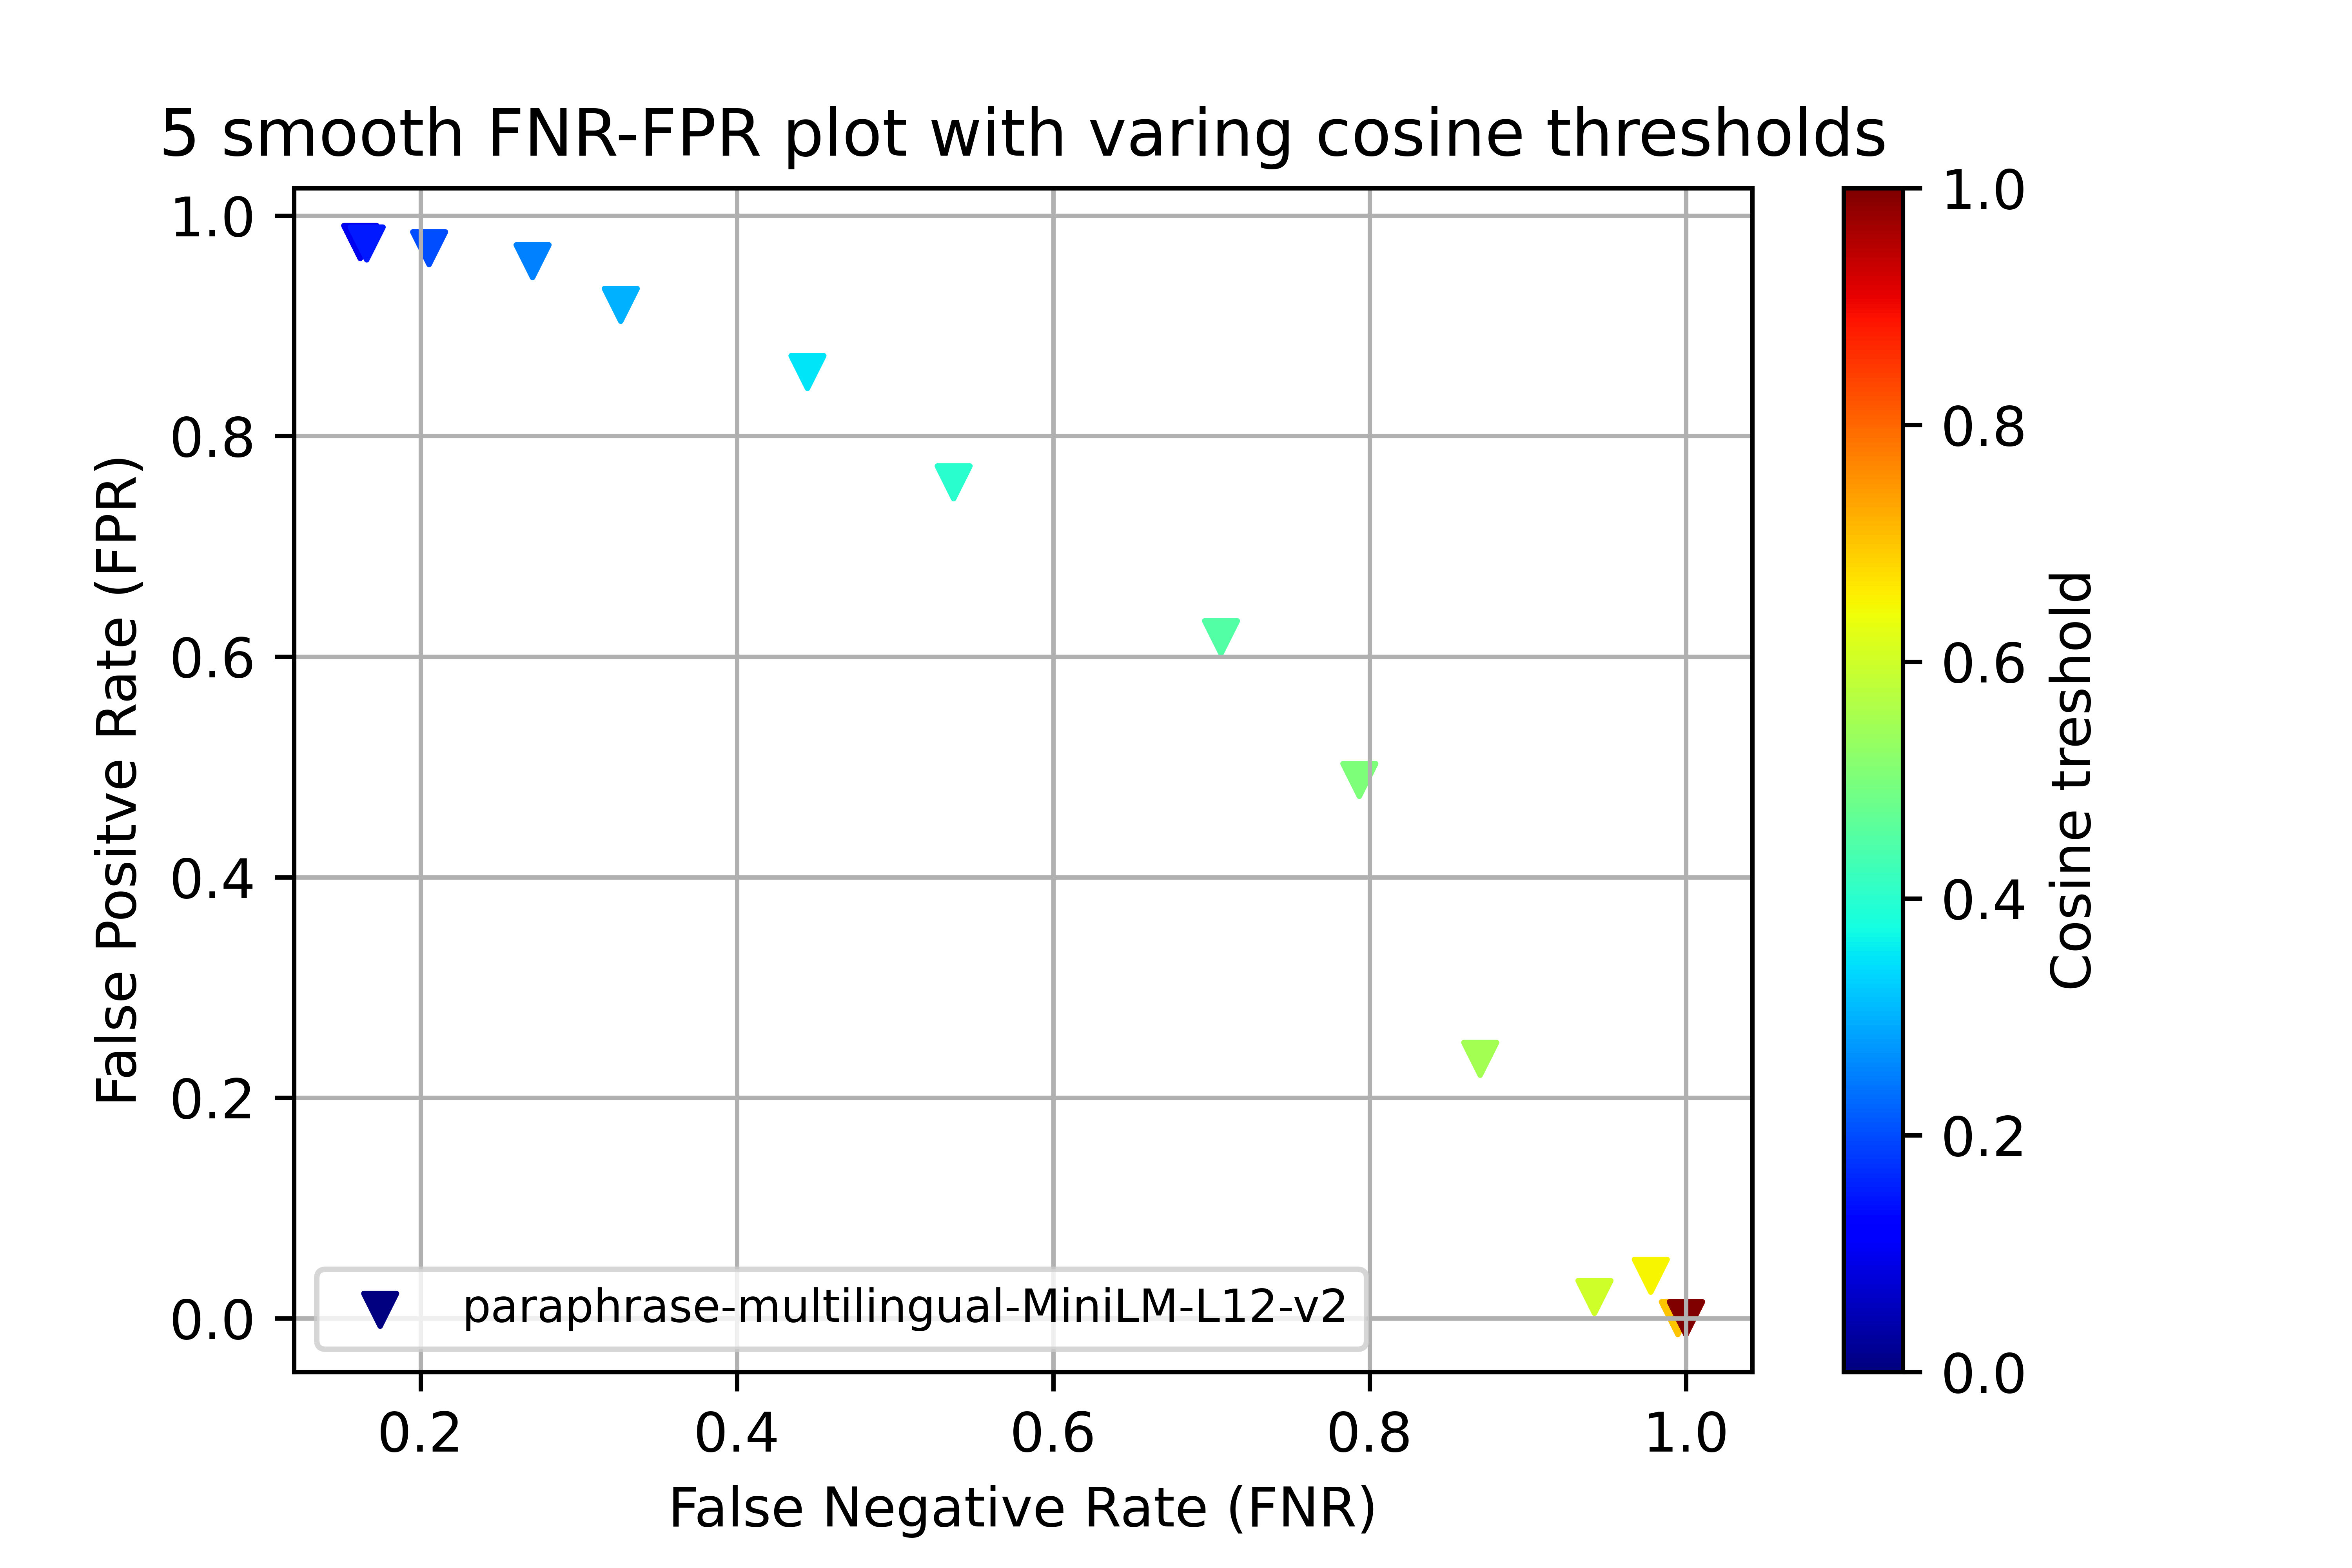 5 smooth FNR-FPR plot with varing cosine thresholds
1.0
0.8
0.6
0.4
0.2
0.0
False Positve Rate (FPR)
paraphrase-multilingual-MiniLM-L12-v2
0.2 0.4 0.6 0.8 1.0
False Negative Rate (FNR)
1.0
0.8
0.6
0.4
0.2
0.0
Cosine treshold